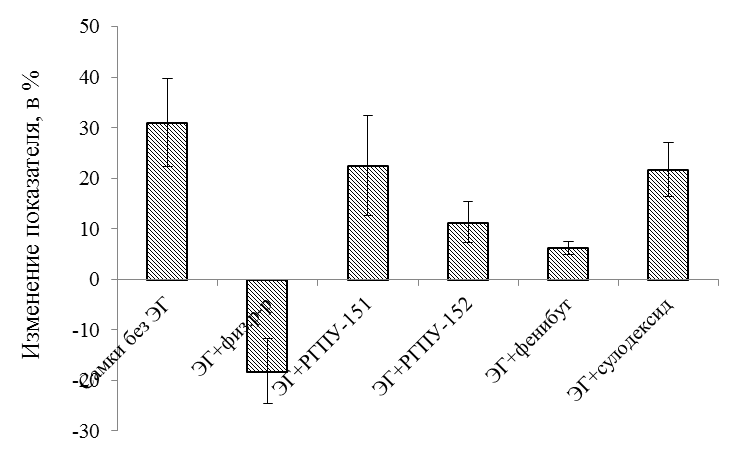 Изменение показателя, в %
50
40
30
20
10
0
-10
-20
-30
Самки без ЭГ
ЭГ+физ.р-р
ЭГ+РГПУ-151
ЭГ+РГПУ-152
ЭГ+фенибут
ЭГ+сулодексид